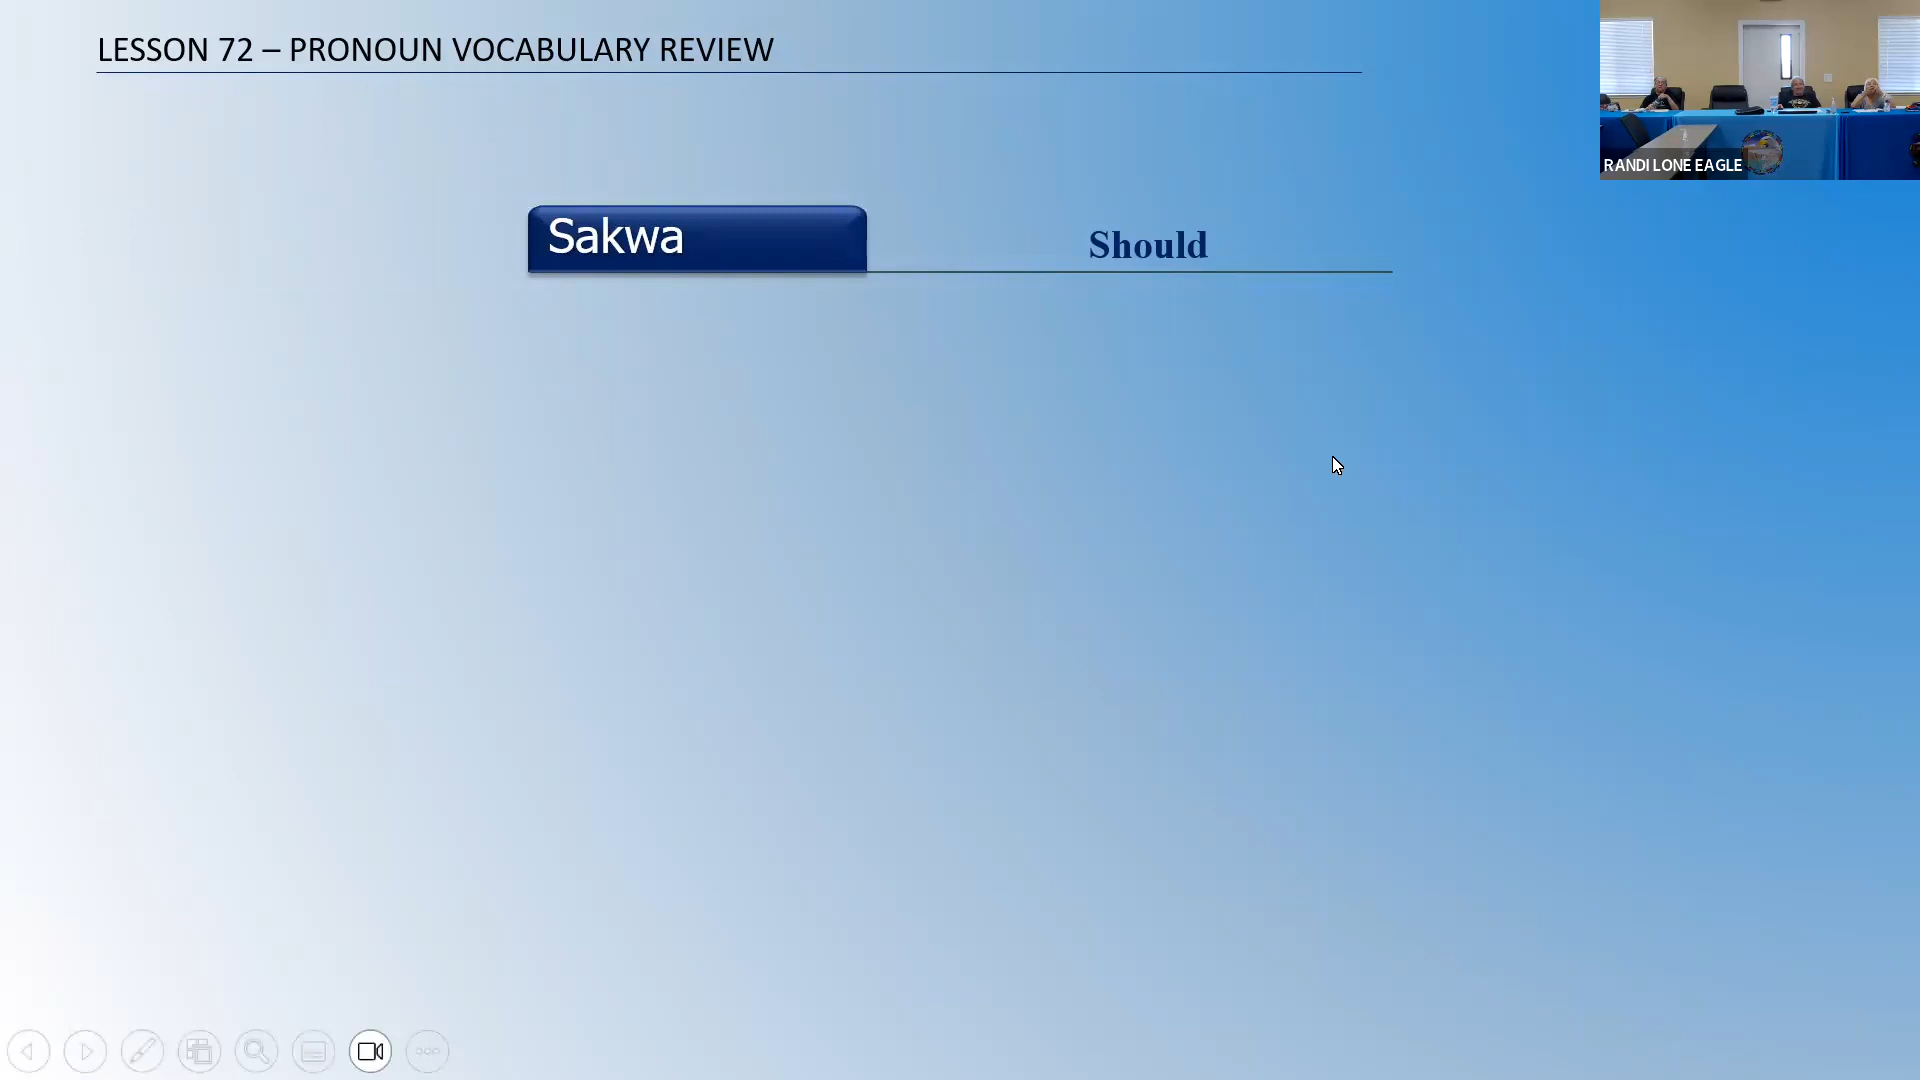 LESSON 72 – PRONOUN VOCABULARY REVIEW
Sakwa
Should
RANDI LONE EAGLE